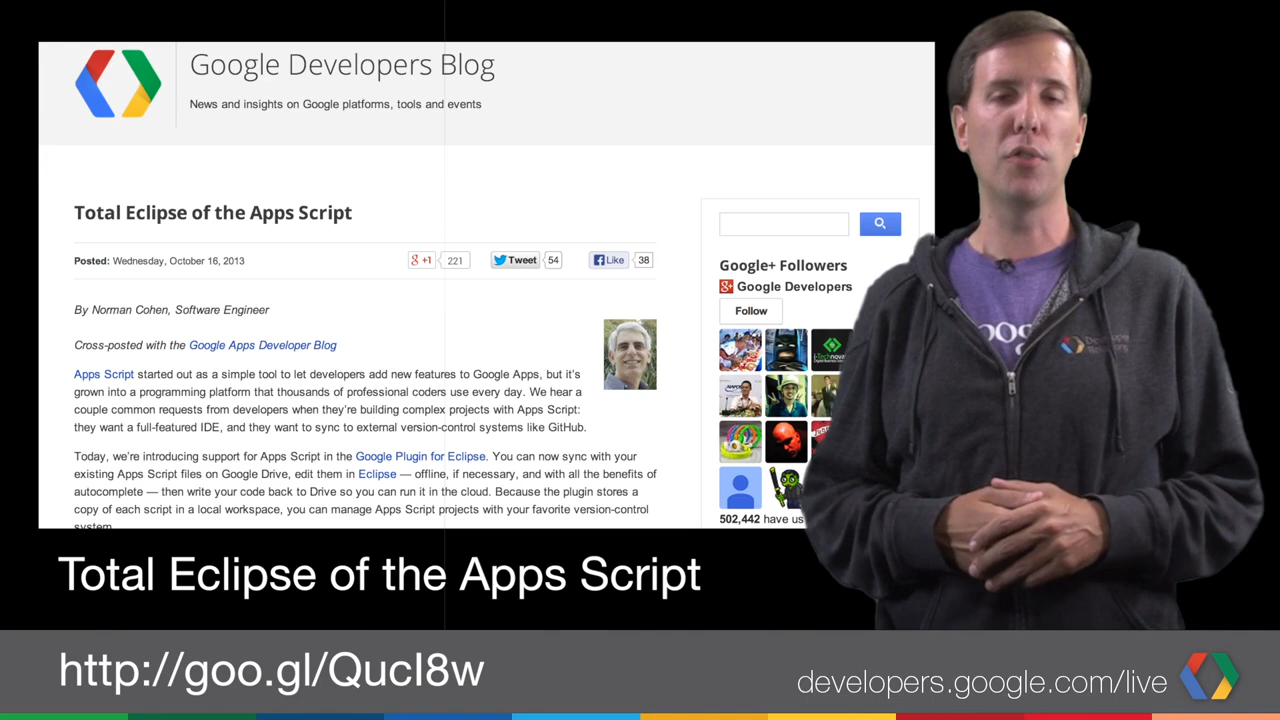 Google Developers Blog
News and insights on Google platforms, tools and events
Total Eclipse of the Apps Script
Posted: Wednesday, October 16, 2013
+1 221 Tweet 54 Like 38
By Norman Cohen, Software Engineer
Cross-posted with the Google Apps Developer Blog
Apps Script started out as a simple tool to let developers add new features to Google Apps, but it's
grown into a programming platform that thousands of professional coders use every day. We hear a
couple common requests from developers when they're building complex projects with Apps Script:
they want a full-featured IDE, and they want to sync to external version-control systems like GitHub.
Today, we're introducing support for Apps Script in the Google Plugin for Eclipse. You can now sync with your
existing Apps Script files on Google Drive, edit them in Eclipse — offline, if necessary, and with all the benefits of
autocomplete — then write your code back to Drive so you can run it in the cloud. Because the plugin stores a
copy of each script in a local workspace, you can manage Apps Script projects with your favorite version-control
system.
Google+ Followers
Google Developers
Follow
502,442 have us
Total Eclipse of the Apps Script
http://goo.gl/QucI8w
developers.google.com/live